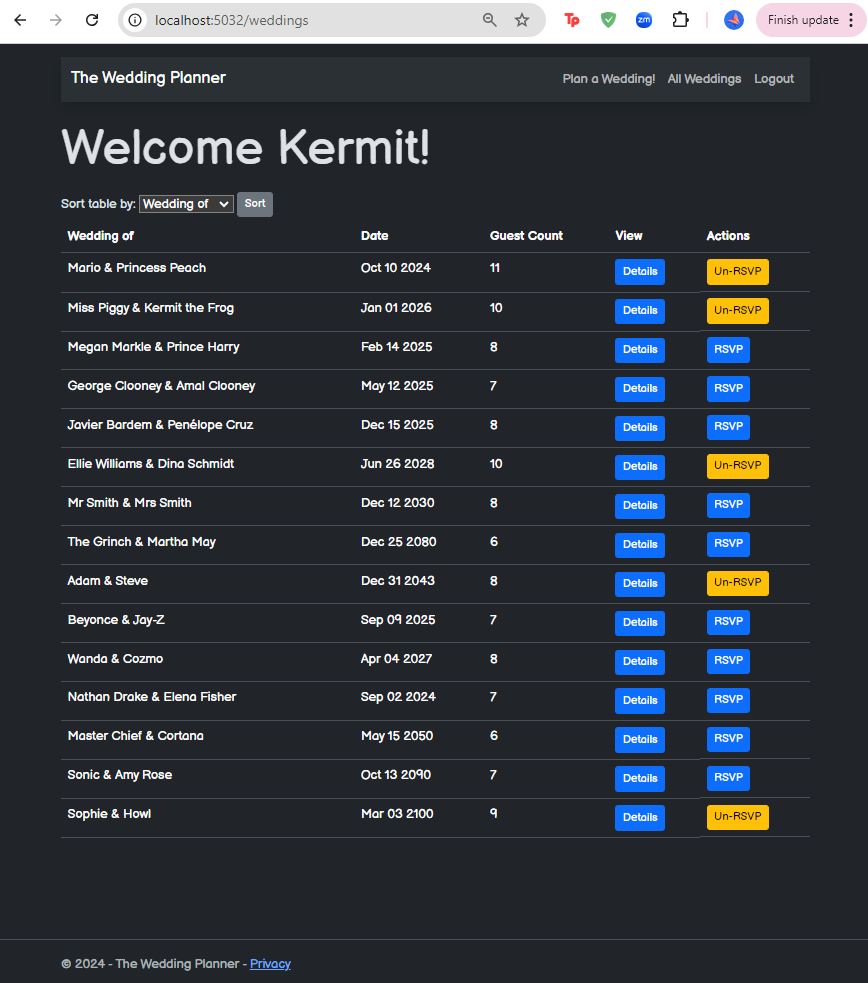 localhost:5032/weddings
Tp
zm
Finish update
The Wedding Planner Plan a Wedding! All Weddings Logout
Welcome Kermit!
Sort table by: Wedding of Sort
Wedding of Date Guest Count View Actions
Mario & Princess Peach Oct 10 2024 11 Details Un-RSVP
Miss Piggy & Kermit the Frog Jan 01 2026 10 Details Un-RSVP
Megan Markle & Prince Harry Feb 14 2025 8 Details RSVP
George Clooney & Amal Clooney May 12 2025 7 Details RSVP
Javier Bardem & Penélope Cruz Dec 15 2025 8 Details RSVP
Ellie Williams & Dina Schmidt Jun 26 2028 10 Details Un-RSVP
Mr Smith & Mrs Smith Dec 12 2030 8 Details RSVP
The Grinch & Martha May Dec 25 2080 6 Details RSVP
Adam & Steve Dec 31 2043 8 Details Un-RSVP
Beyonce & Jay-Z Sep 09 2025 7 Details RSVP
Wanda & Cozmo Apr 04 2027 8 Details RSVP
Nathan Drake & Elena Fisher Sep 02 2024 7 Details RSVP
Master Chief & Cortana May 15 2050 6 Details RSVP
Sonic & Amy Rose Oct 13 2090 7 Details RSVP
Sophie & Howl Mar 03 2100 9 Details Un-RSVP
© 2024 - The Wedding Planner - Privacy